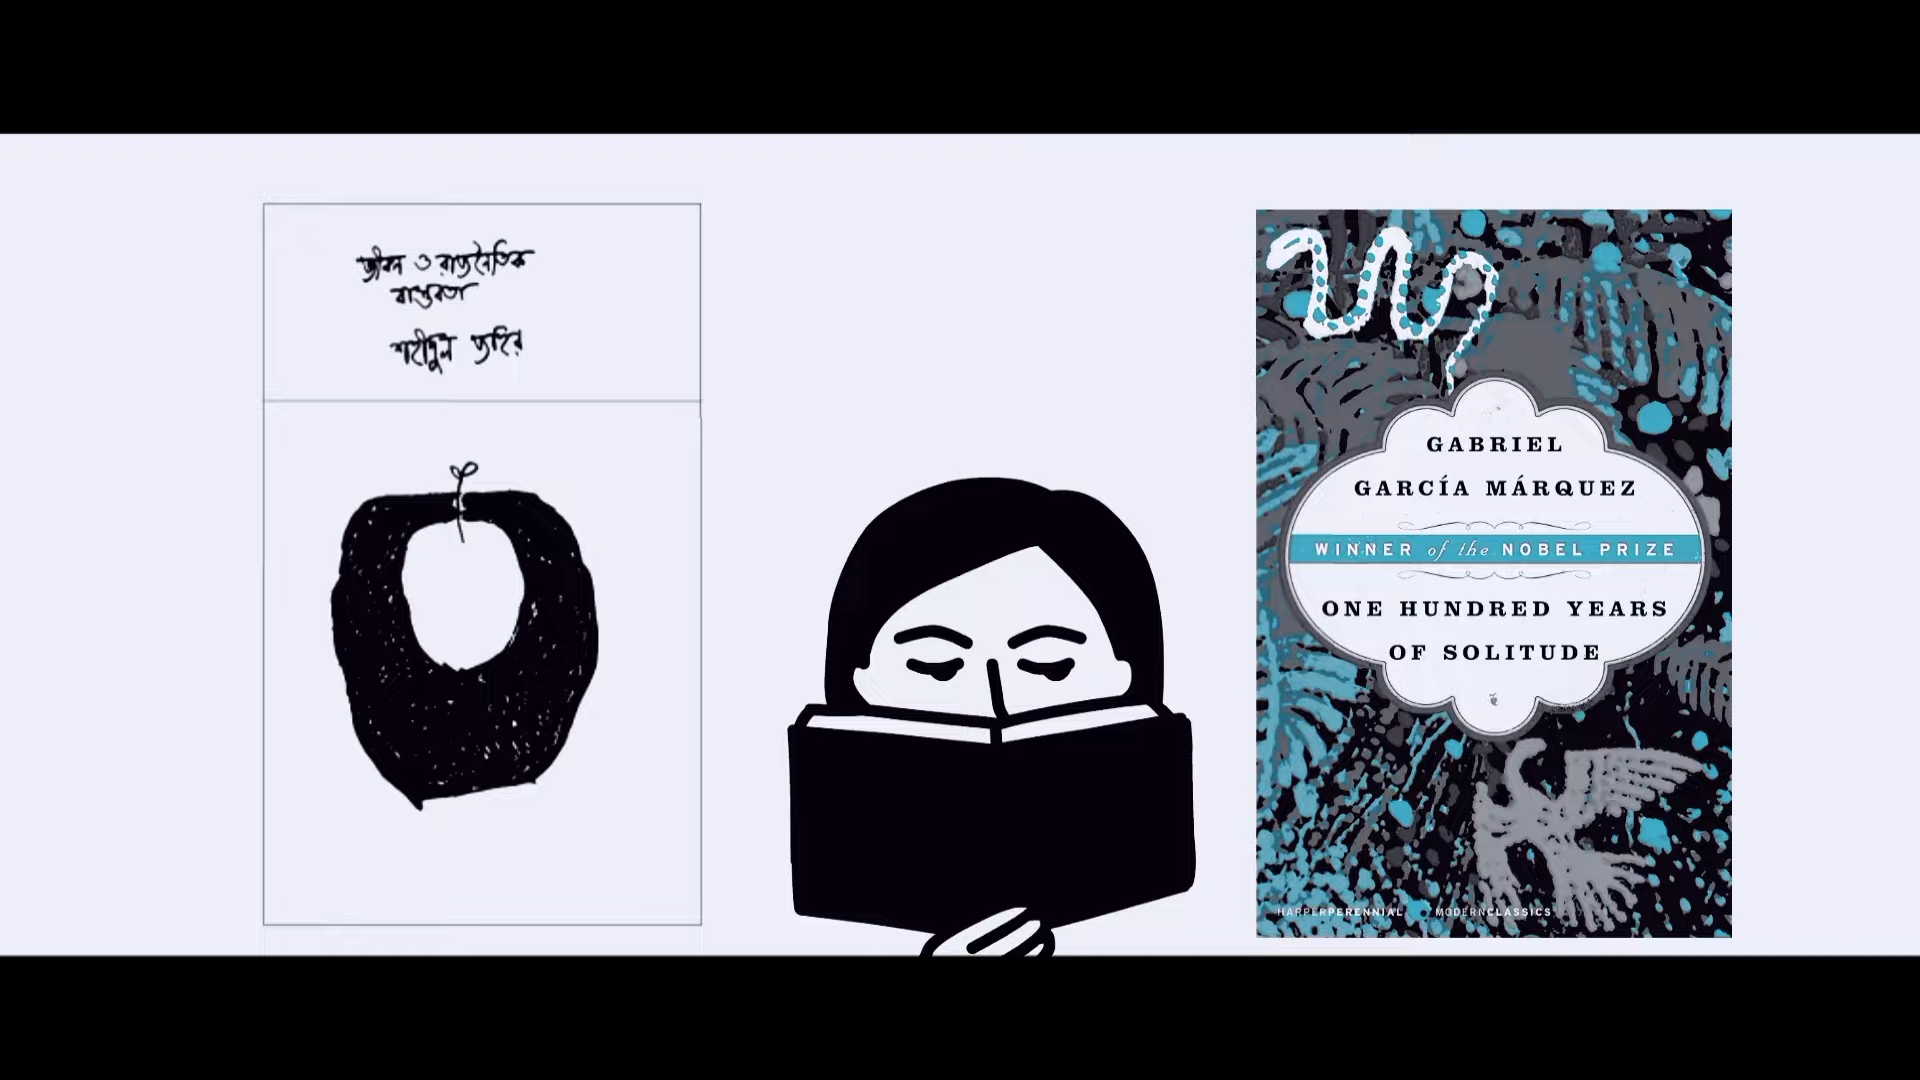 জীবন ও রাজনৈতিক
বাস্তবতা
শহীদুল জহির
GABRIEL
GARCÍA MÁRQUEZ
WINNER of the NOBEL PRIZE
ONE HUNDRED YEARS
OF SOLITUDE
HARPERPERENNIAL MODERNCLASSICS